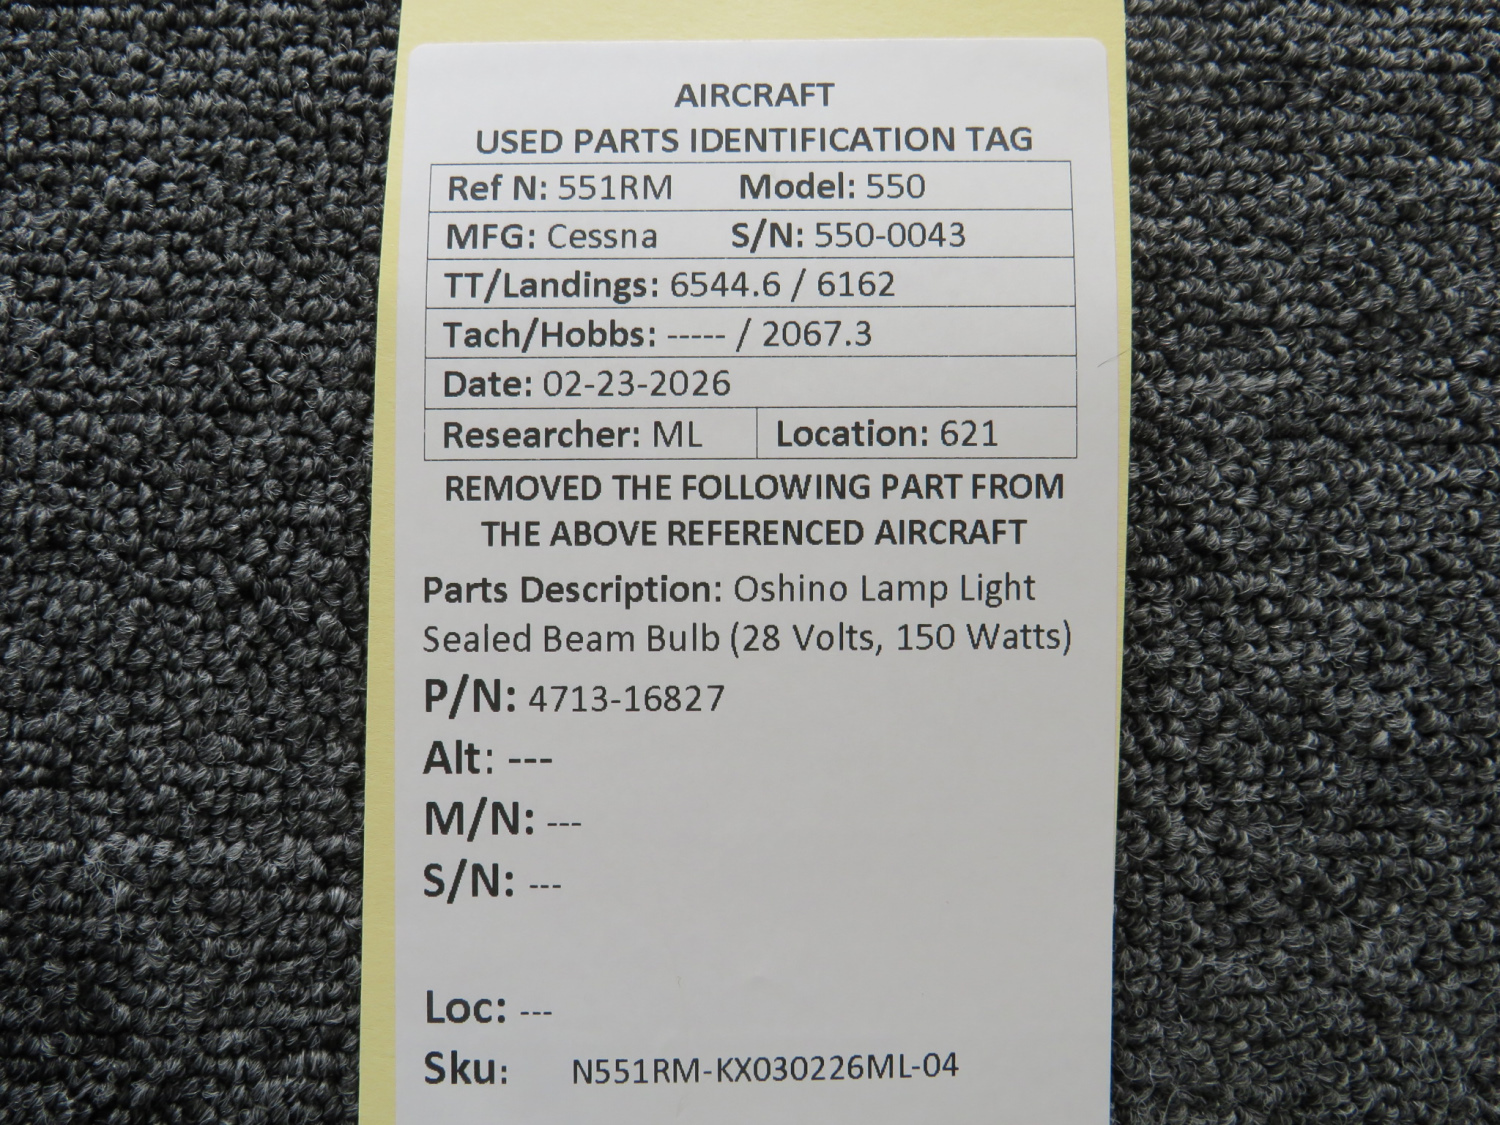 AIRCRAFT
USED PARTS IDENTIFICATION TAG
Ref N: 551RM Model: 550
MFG: Cessna S/N: 550-0043
TT/Landings: 6544.6 / 6162
Tach/Hobbs: ----- / 2067.3
Date: 02-23-2026
Researcher: ML Location: 621
REMOVED THE FOLLOWING PART FROM
THE ABOVE REFERENCED AIRCRAFT
Parts Description: Oshino Lamp Light
Sealed Beam Bulb (28 Volts, 150 Watts)
P/N: 4713-16827
Alt: ---
M/N: ---
S/N: ---
Loc: ---
Sku: N551RM-KX030226ML-04